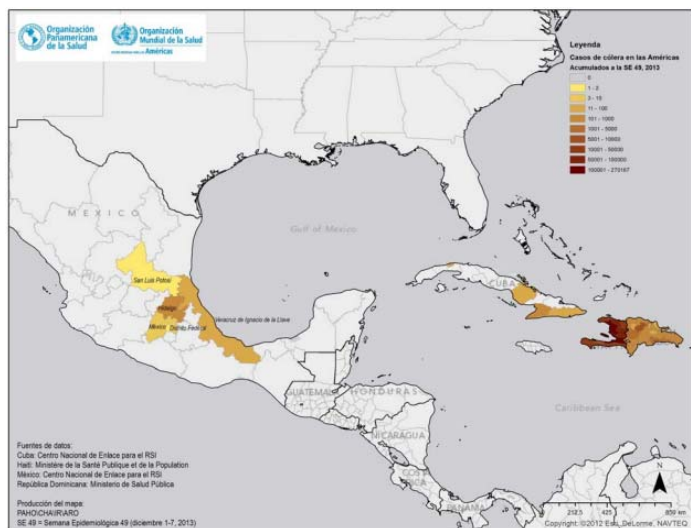 Organización
Panamericana
de la Salud
Organización
Mundial de la Salud
Américas
Leyenda
Casos de cólera en las Américas
Acumulados a la SE 49, 2013
0
1 - 2
3 - 10
11 - 100
101 - 1000
1001 - 5000
5001 - 10000
10001 - 50000
50001 - 100000
MEXICO
Gulf of Mexico
San Luis Potosí
Hidalgo
México
Distrito Federal
Veracruz de Ignacio de la Llave
CUBA
GUATEMALA
HONDURAS
NICARAGUA
COSTA
RICA
PANAMA
Caribbean Sea
Fuentes de datos:
Cuba: Centro Nacional de Enlace para el RSI
Haiti: Ministère de la Santé Publique et de la Population
México: Centro Nacional de Enlace para el RSI
República Dominicana: Ministerio de Salud Pública
Producción del mapa:
PAHO\CHA\IR\ARO
SE 49 = Semana Epidemiológica 49 (diciembre 1-7, 2013)
N
0 212.5 425 850 km
Copyright:©2012 Esri, DeLorme, NAVTEQ